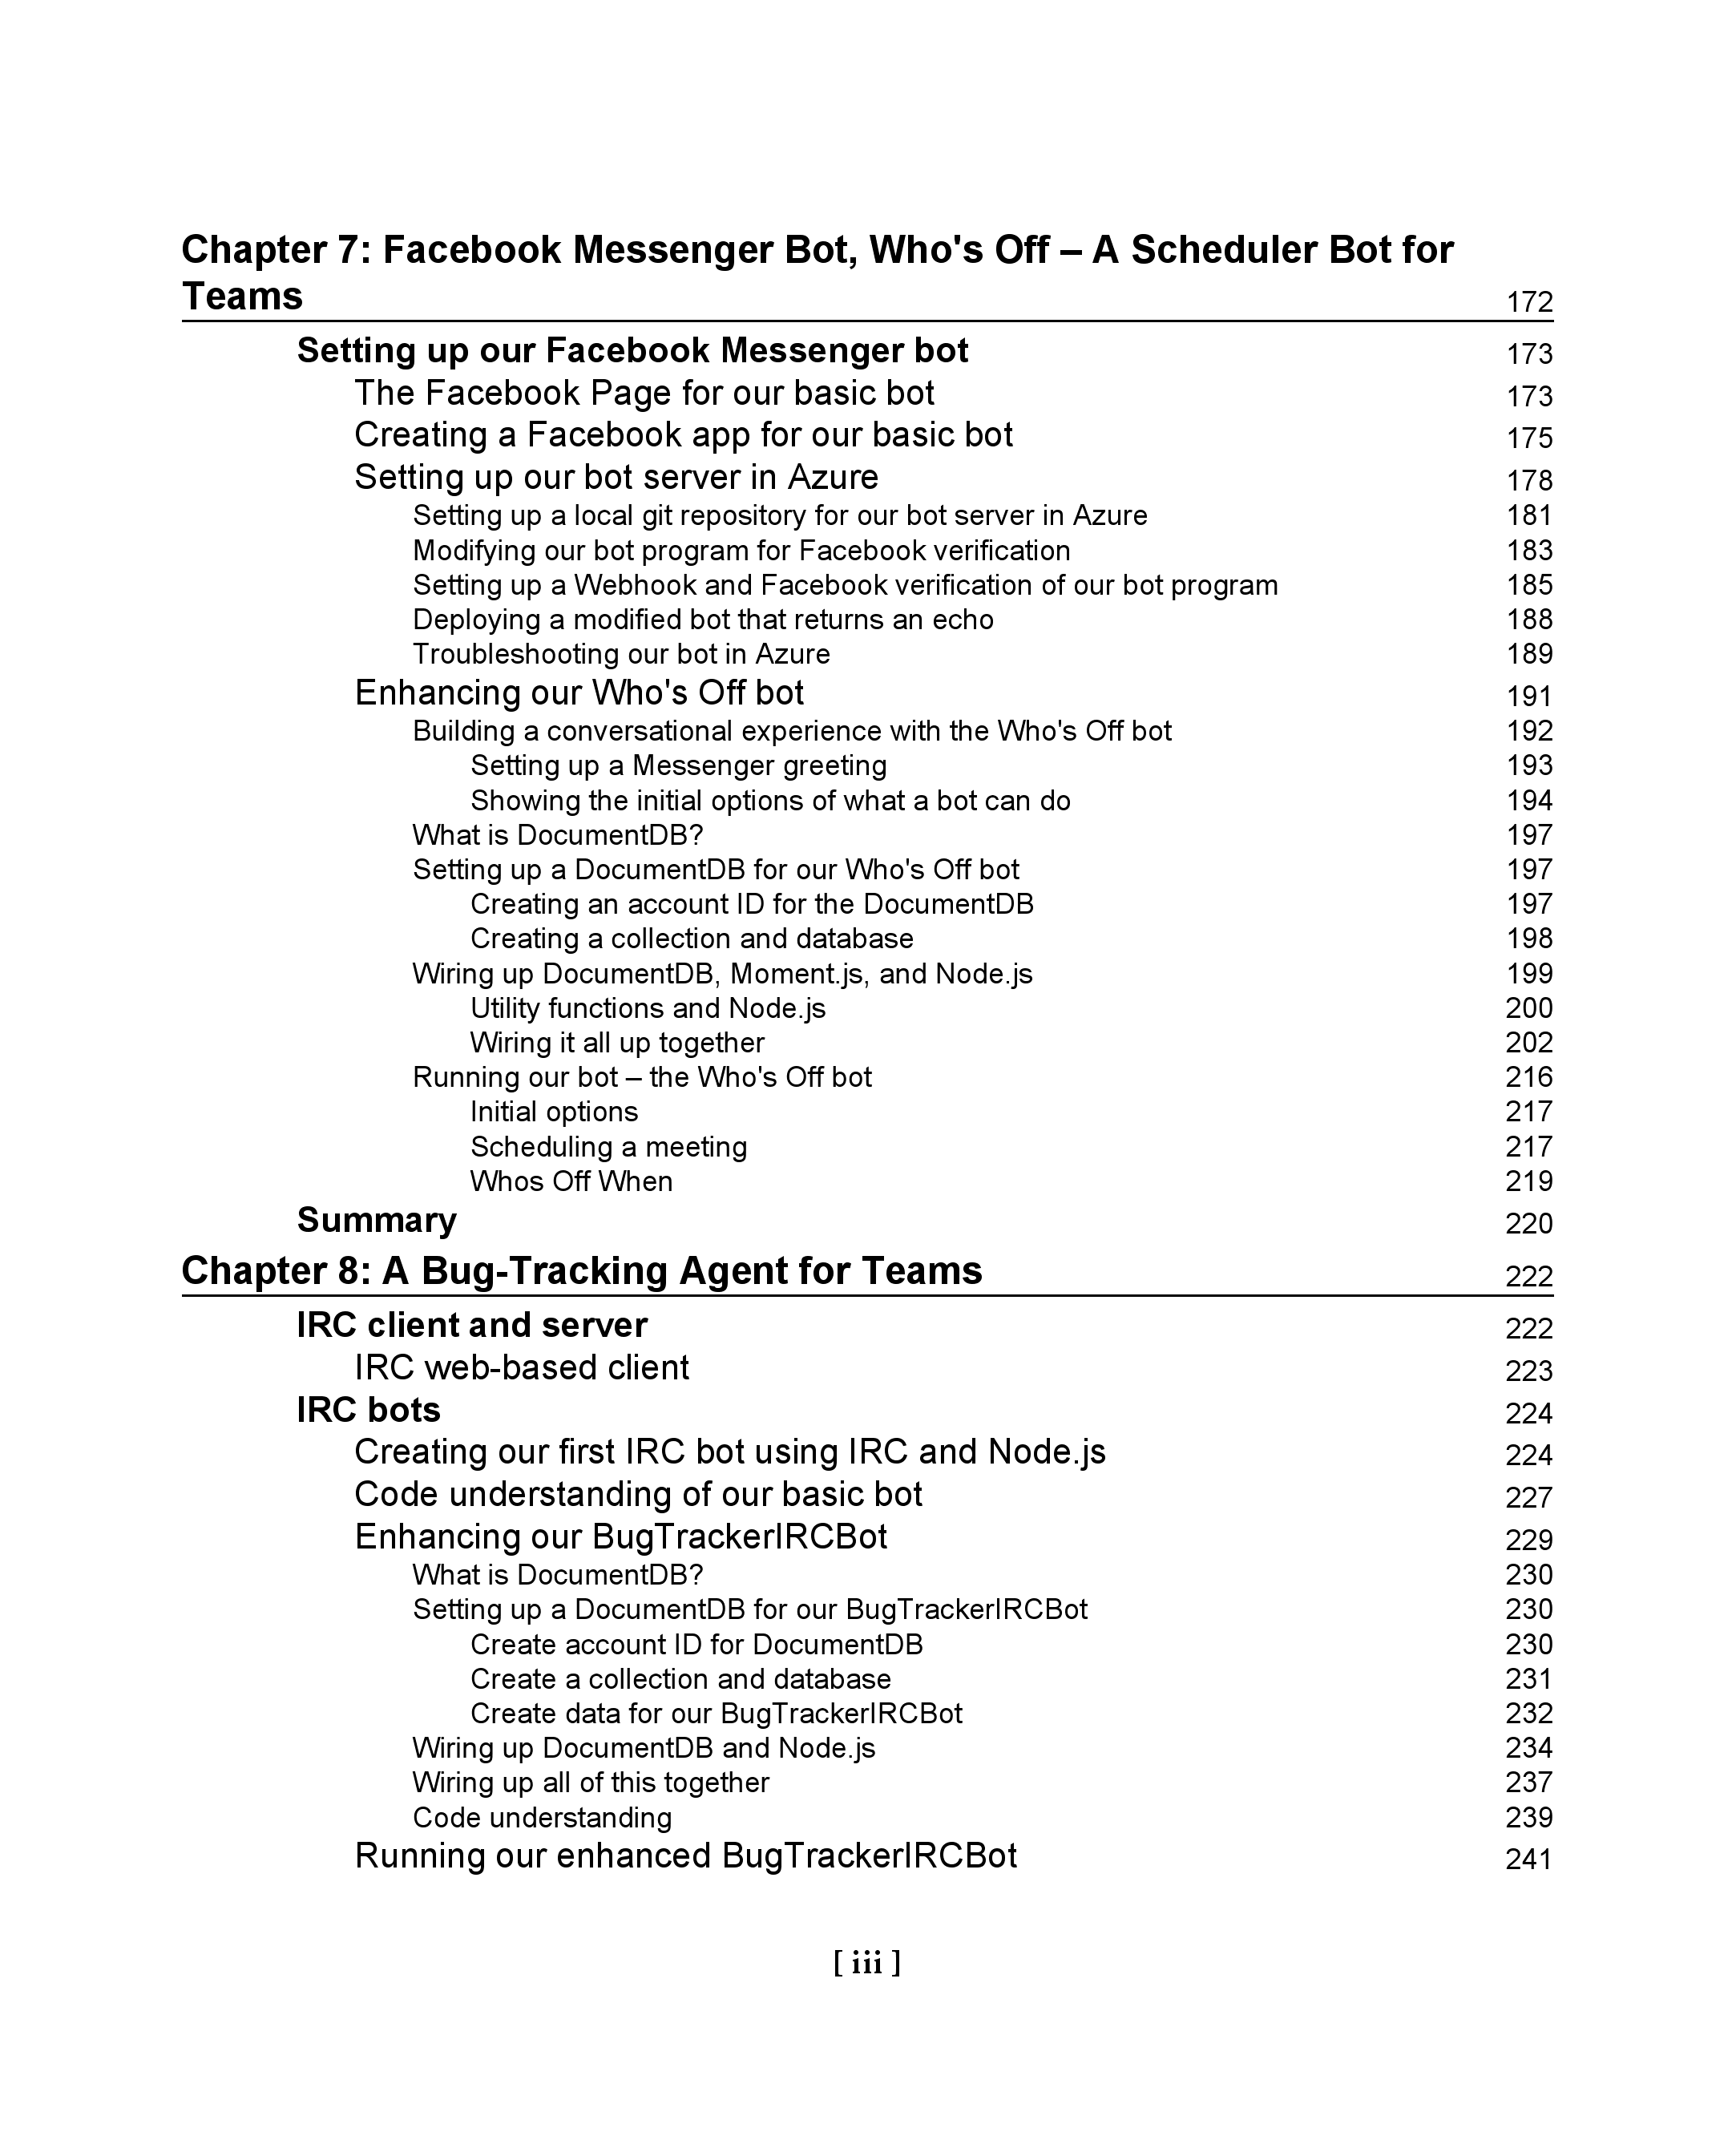 Chapter 7: Facebook Messenger Bot, Who's Off – A Scheduler Bot for
Teams 172
Setting up our Facebook Messenger bot 173
The Facebook Page for our basic bot 173
Creating a Facebook app for our basic bot 175
Setting up our bot server in Azure 178
Setting up a local git repository for our bot server in Azure 181
Modifying our bot program for Facebook verification 183
Setting up a Webhook and Facebook verification of our bot program 185
Deploying a modified bot that returns an echo 188
Troubleshooting our bot in Azure 189
Enhancing our Who's Off bot 191
Building a conversational experience with the Who's Off bot 192
Setting up a Messenger greeting 193
Showing the initial options of what a bot can do 194
What is DocumentDB? 197
Setting up a DocumentDB for our Who's Off bot 197
Creating an account ID for the DocumentDB 197
Creating a collection and database 198
Wiring up DocumentDB, Moment.js, and Node.js 199
Utility functions and Node.js 200
Wiring it all up together 202
Running our bot – the Who's Off bot 216
Initial options 217
Scheduling a meeting 217
Whos Off When 219
Summary 220
Chapter 8: A Bug-Tracking Agent for Teams 222
IRC client and server 222
IRC web-based client 223
IRC bots 224
Creating our first IRC bot using IRC and Node.js 224
Code understanding of our basic bot 227
Enhancing our BugTrackerIRCBot 229
What is DocumentDB? 230
Setting up a DocumentDB for our BugTrackerIRCBot 230
Create account ID for DocumentDB 230
Create a collection and database 231
Create data for our BugTrackerIRCBot 232
Wiring up DocumentDB and Node.js 234
Wiring up all of this together 237
Code understanding 239
Running our enhanced BugTrackerIRCBot 241
[ iii ]